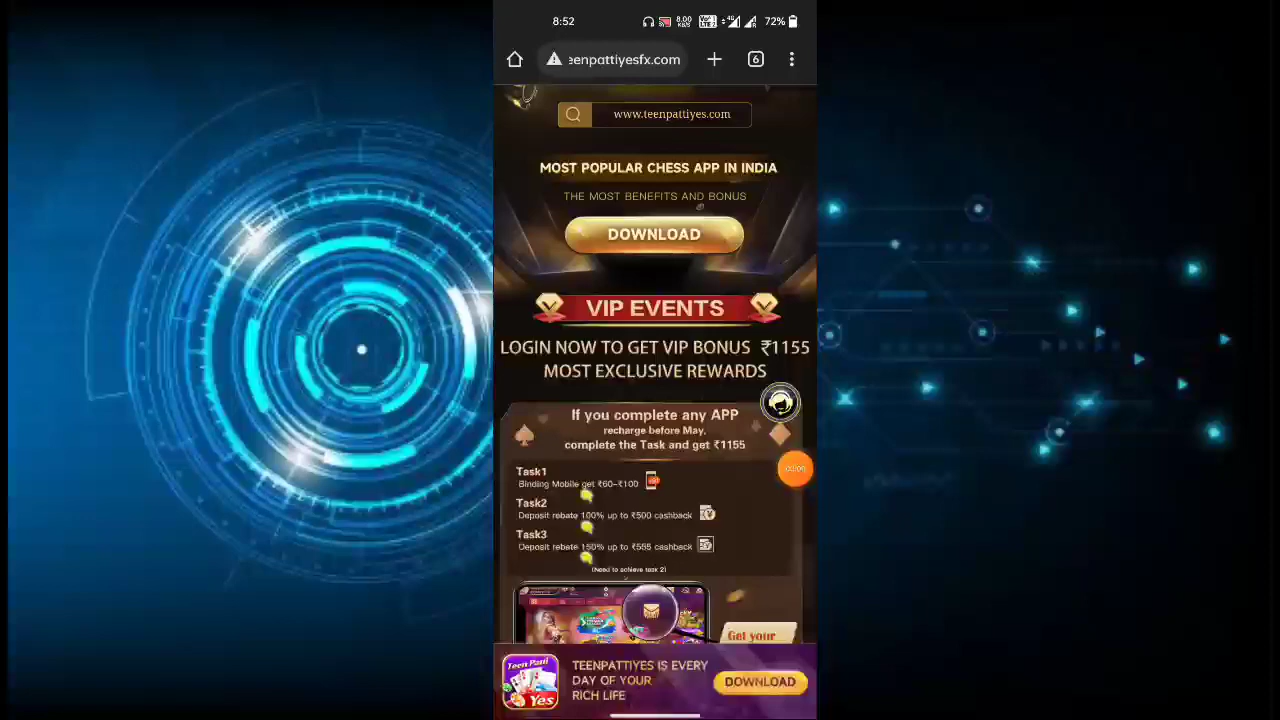 8:52
8.00 KB/S
4G
72%
eenpattiyesfx.com
6
www.teenpattiyes.com
MOST POPULAR CHESS APP IN INDIA
THE MOST BENEFITS AND BONUS
DOWNLOAD
VIP EVENTS
LOGIN NOW TO GET VIP BONUS ₹1155
MOST EXCLUSIVE REWARDS
If you complete any APP
recharge before May,
complete the Task and get ₹1155
Task1
Binding Mobile get ₹60-₹100
Task2
Deposit rebate 100% up to ₹500 cashback
Task3
Deposit rebate 150% up to ₹555 cashback
(Need to achieve task 2)
Get your
Teen Patti
Yes
TEENPATTIYES IS EVERY
DAY OF YOUR
RICH LIFE
DOWNLOAD